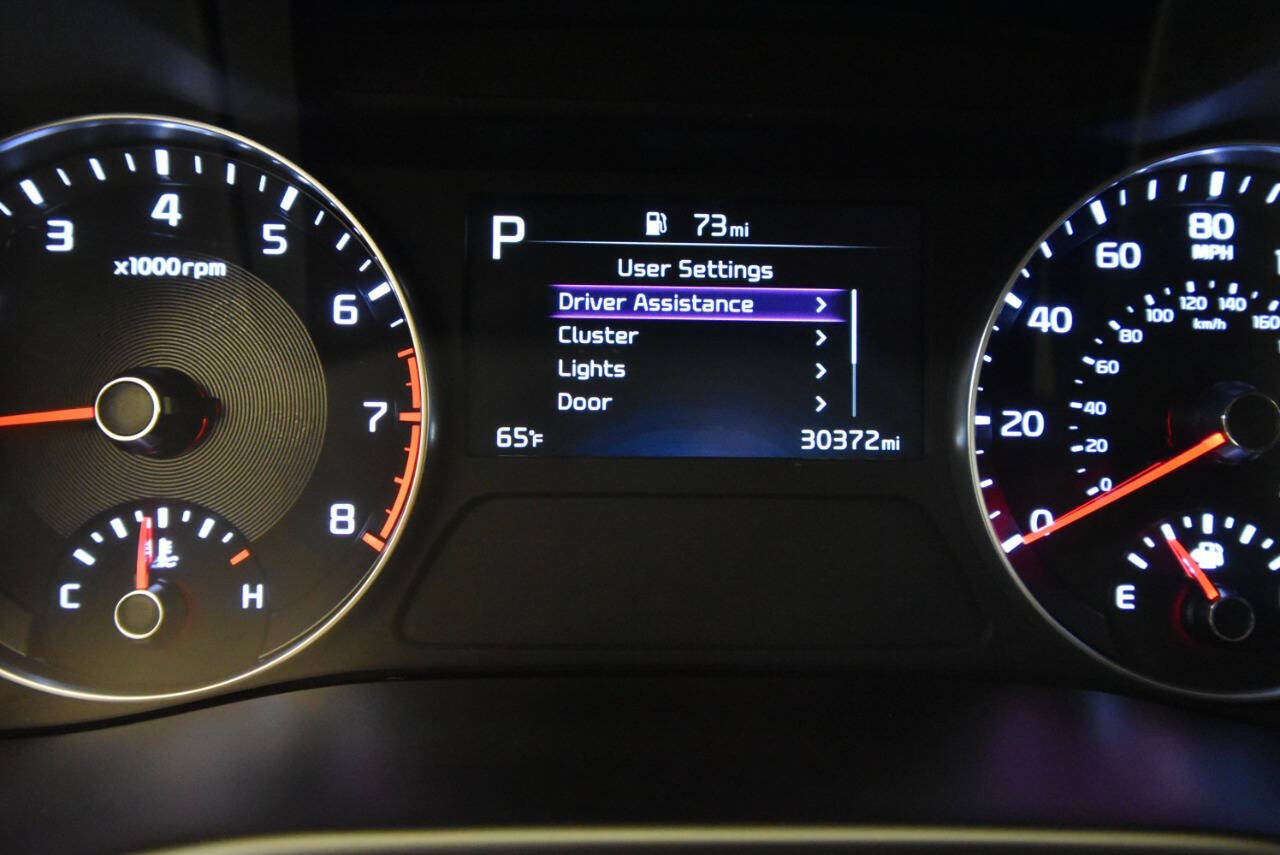 3 4 5 6 7 8
x1000rpm
C H
P 73mi
User Settings
Driver Assistance
Cluster
Lights
Door
65°F 30372mi
0 20 40 60 80
MPH
0 20 40 60 80 100 120 140 160
km/h
E